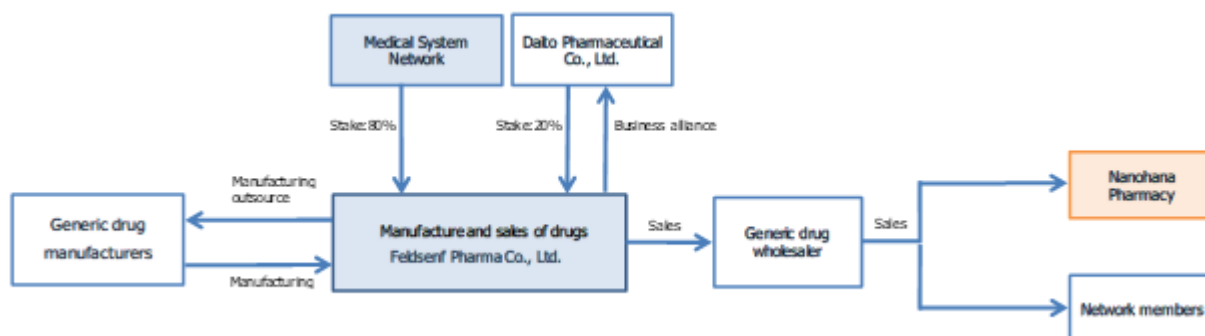 Medical System
Network
Daito Pharmaceutical
Co., Ltd.
Stake:80%
Stake:20%
Business alliance
Manufacturing
outsource
Generic drug
manufacturers
Manufacturing
Manufacture and sales of drugs
Feldsenf Pharma Co., Ltd.
Sales
Generic drug
wholesaler
Sales
Nanohana
Pharmacy
Network members